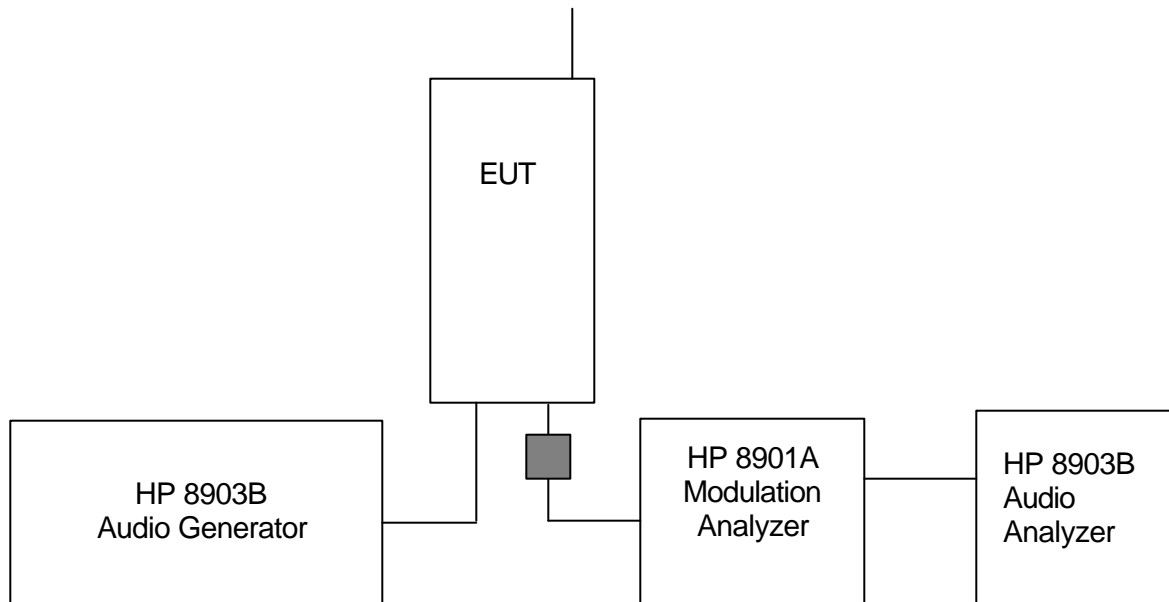 EUT
HP 8903B
Audio Generator
HP 8901A
Modulation
Analyzer
HP 8903B
Audio
Analyzer